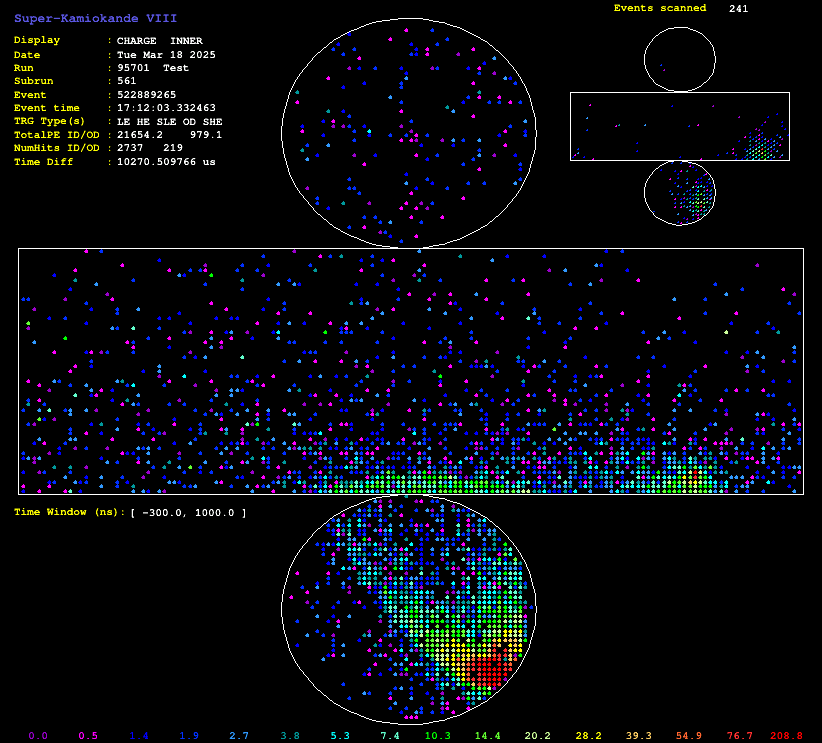 Super-Kamiokande VIII
Events scanned 241
Display : CHARGE INNER
Date : Tue Mar 18 2025
Run : 95701 Test
Subrun : 561
Event : 522889265
Event time : 17:12:03.332463
TRG Type(s) : LE HE SLE OD SHE
TotalPE ID/OD : 21654.2 979.1
NumHits ID/OD : 2737 219
Time Diff : 10270.509766 us
Time Window (ns): [ -300.0, 1000.0 ]
0.0 0.5 1.4 1.9 2.7 3.8 5.3 7.4 10.3 14.4 20.2 28.2 39.3 54.9 76.7 208.8